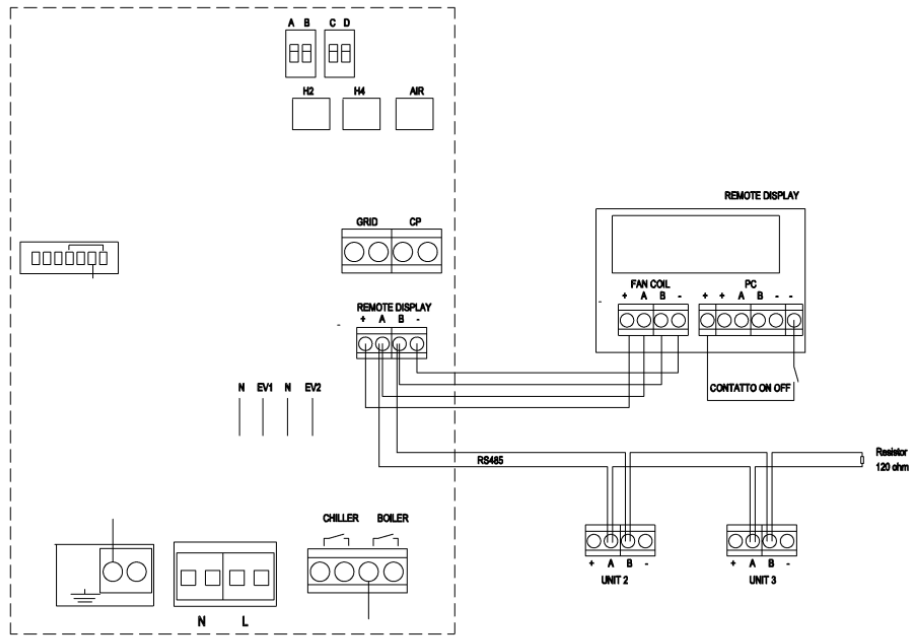 A B C D
H2 H4 AIR
REMOTE DISPLAY
GRID CP
FAN COIL PC
+ A B - + + A B - -
REMOTE DISPLAY
+ A B -
CONTATTO ON OFF
N EV1 N EV2
RS485
Resistor
120 ohm
CHILLER BOILER
+ A B - + A B -
UNIT 2 UNIT 3
N L